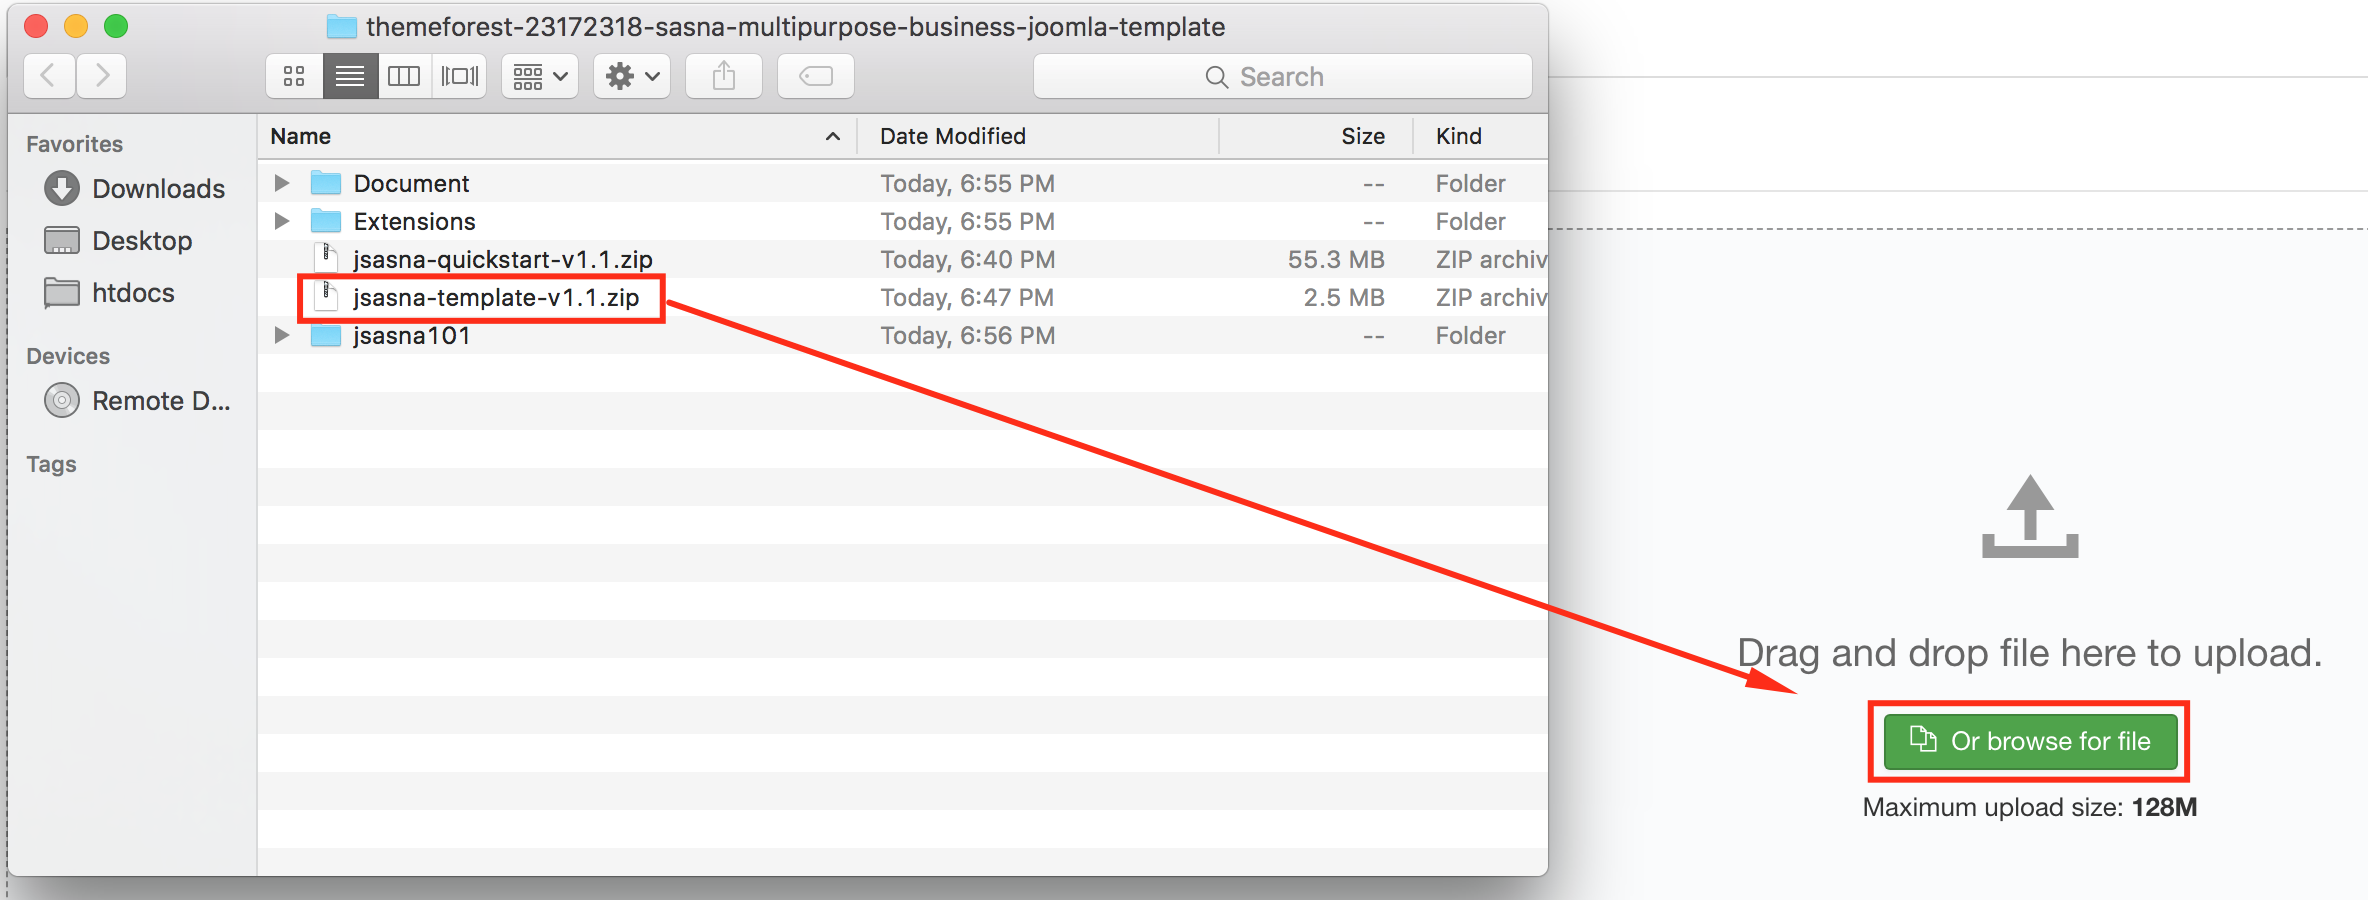 themeforest-23172318-sasna-multipurpose-business-joomla-template
Search
Favorites
Downloads
Desktop
htdocs
Devices
Remote D...
Tags
Name Date Modified Size Kind
Document Today, 6:55 PM -- Folder
Extensions Today, 6:55 PM -- Folder
jsasna-quickstart-v1.1.zip Today, 6:40 PM 55.3 MB ZIP archiv
jsasna-template-v1.1.zip Today, 6:47 PM 2.5 MB ZIP archiv
jsasna101 Today, 6:56 PM -- Folder
Drag and drop file here to upload.
Or browse for file
Maximum upload size: 128M